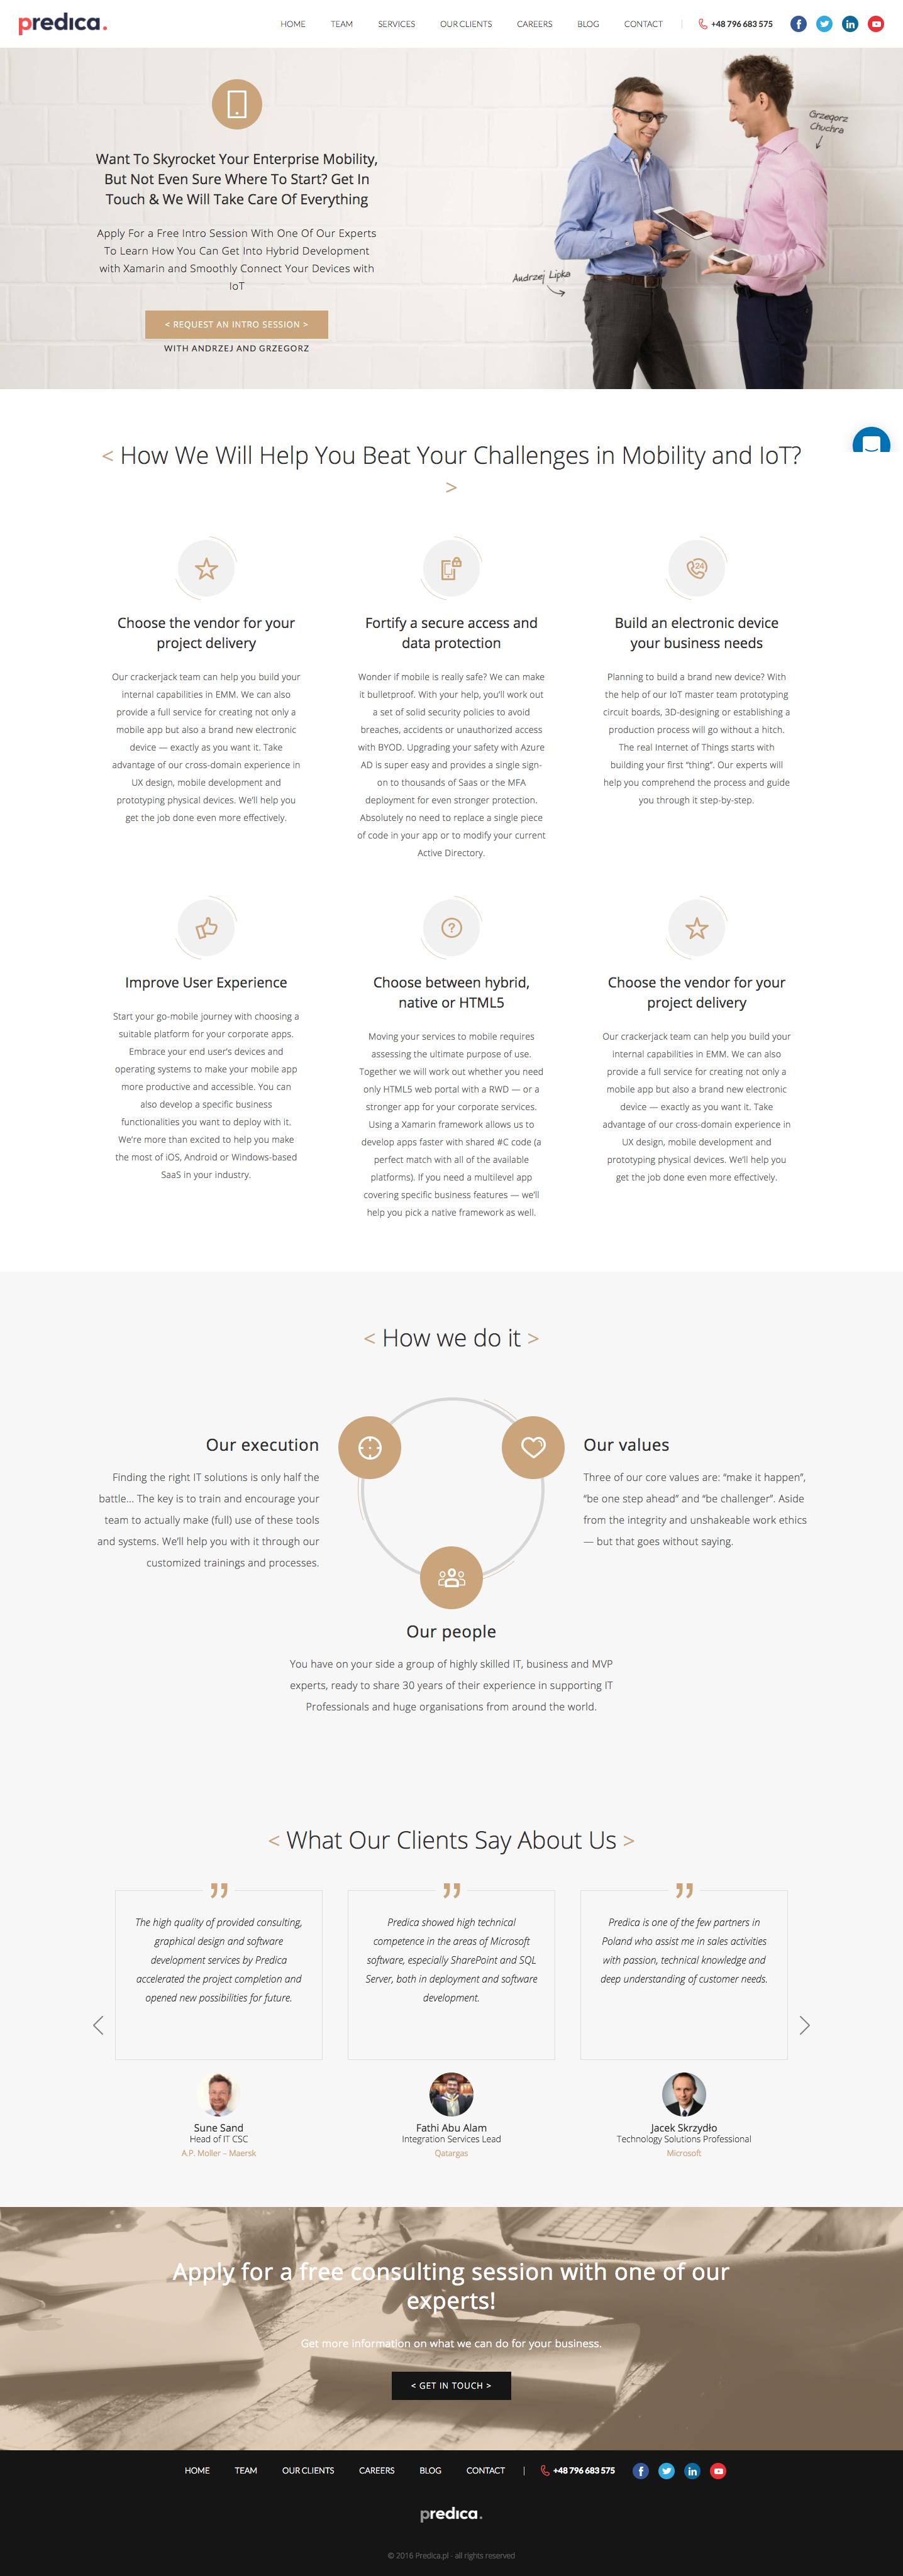 predica.
HOME TEAM SERVICES OUR CLIENTS CAREERS BLOG CONTACT +48 796 683 575
Want To Skyrocket Your Enterprise Mobility,
But Not Even Sure Where To Start? Get In
Touch & We Will Take Care Of Everything
Apply For a Free Intro Session With One Of Our Experts
To Learn How You Can Get Into Hybrid Development
with Xamarin and Smoothly Connect Your Devices with
IoT
< REQUEST AN INTRO SESSION >
WITH ANDRZEJ AND GRZEGORZ
Grzegorz
Chuchra
Andrzej Lipka
< How We Will Help You Beat Your Challenges in Mobility and IoT?
>
Choose the vendor for your
project delivery
Our crackerjack team can help you build your
internal capabilities in EMM. We can also
provide a full service for creating not only a
mobile app but also a brand new electronic
device — exactly as you want it. Take
advantage of our cross-domain experience in
UX design, mobile development and
prototyping physical devices. We'll help you
get the job done even more effectively.
Fortify a secure access and
data protection
Wonder if mobile is really safe? We can make
it bulletproof. With your help, you'll work out
a set of solid security policies to avoid
breaches, accidents or unauthorized access
with BYOD. Upgrading your safety with Azure
AD is super easy and provides a single sign-
on to thousands of Saas or the MFA
deployment for even stronger protection.
Absolutely no need to replace a single piece
of code in your app or to modify your current
Active Directory.
24
Build an electronic device
your business needs
Planning to build a brand new device? With
the help of our IoT master team prototyping
circuit boards, 3D-designing or establishing a
production process will go without a hitch.
The real Internet of Things starts with
building your first "thing". Our experts will
help you comprehend the process and guide
you through it step-by-step.
Improve User Experience
Start your go-mobile journey with choosing a
suitable platform for your corporate apps.
Embrace your end user's devices and
operating systems to make your mobile app
more productive and accessible. You can
also develop a specific business
functionalities you want to deploy with it.
We're more than excited to help you make
the most of iOS, Android or Windows-based
SaaS in your industry.
?
Choose between hybrid,
native or HTML5
Moving your services to mobile requires
assessing the ultimate purpose of use.
Together we will work out whether you need
only HTML5 web portal with a RWD — or a
stronger app for your corporate services.
Using a Xamarin framework allows us to
develop apps faster with shared #C code (a
perfect match with all of the available
platforms). If you need a multilevel app
covering specific business features — we'll
help you pick a native framework as well.
Choose the vendor for your
project delivery
Our crackerjack team can help you build your
internal capabilities in EMM. We can also
provide a full service for creating not only a
mobile app but also a brand new electronic
device — exactly as you want it. Take
advantage of our cross-domain experience in
UX design, mobile development and
prototyping physical devices. We'll help you
get the job done even more effectively.
< How we do it >
Our execution
Finding the right IT solutions is only half the
battle... The key is to train and encourage your
team to actually make (full) use of these tools
and systems. We'll help you with it through our
customized trainings and processes.
Our values
Three of our core values are: "make it happen",
"be one step ahead" and "be challenger". Aside
from the integrity and unshakeable work ethics
— but that goes without saying.
Our people
You have on your side a group of highly skilled IT, business and MVP
experts, ready to share 30 years of their experience in supporting IT
Professionals and huge organisations from around the world.
< What Our Clients Say About Us >
The high quality of provided consulting,
graphical design and software
development services by Predica
accelerated the project completion and
opened new possibilities for future.
Sune Sand
Head of IT CSC
A.P. Moller – Maersk
Predica showed high technical
competence in the areas of Microsoft
software, especially SharePoint and SQL
Server, both in deployment and software
development.
Fathi Abu Alam
Integration Services Lead
Qatargas
Predica is one of the few partners in
Poland who assist me in sales activities
with passion, technical knowledge and
deep understanding of customer needs.
Jacek Skrzydło
Technology Solutions Professional
Microsoft
Apply for a free consulting session with one of our
experts!
Get more information on what we can do for your business.
< GET IN TOUCH >
HOME TEAM OUR CLIENTS CAREERS BLOG CONTACT | +48 796 683 575
predica.
© 2016 Predica.pl - all rights reserved